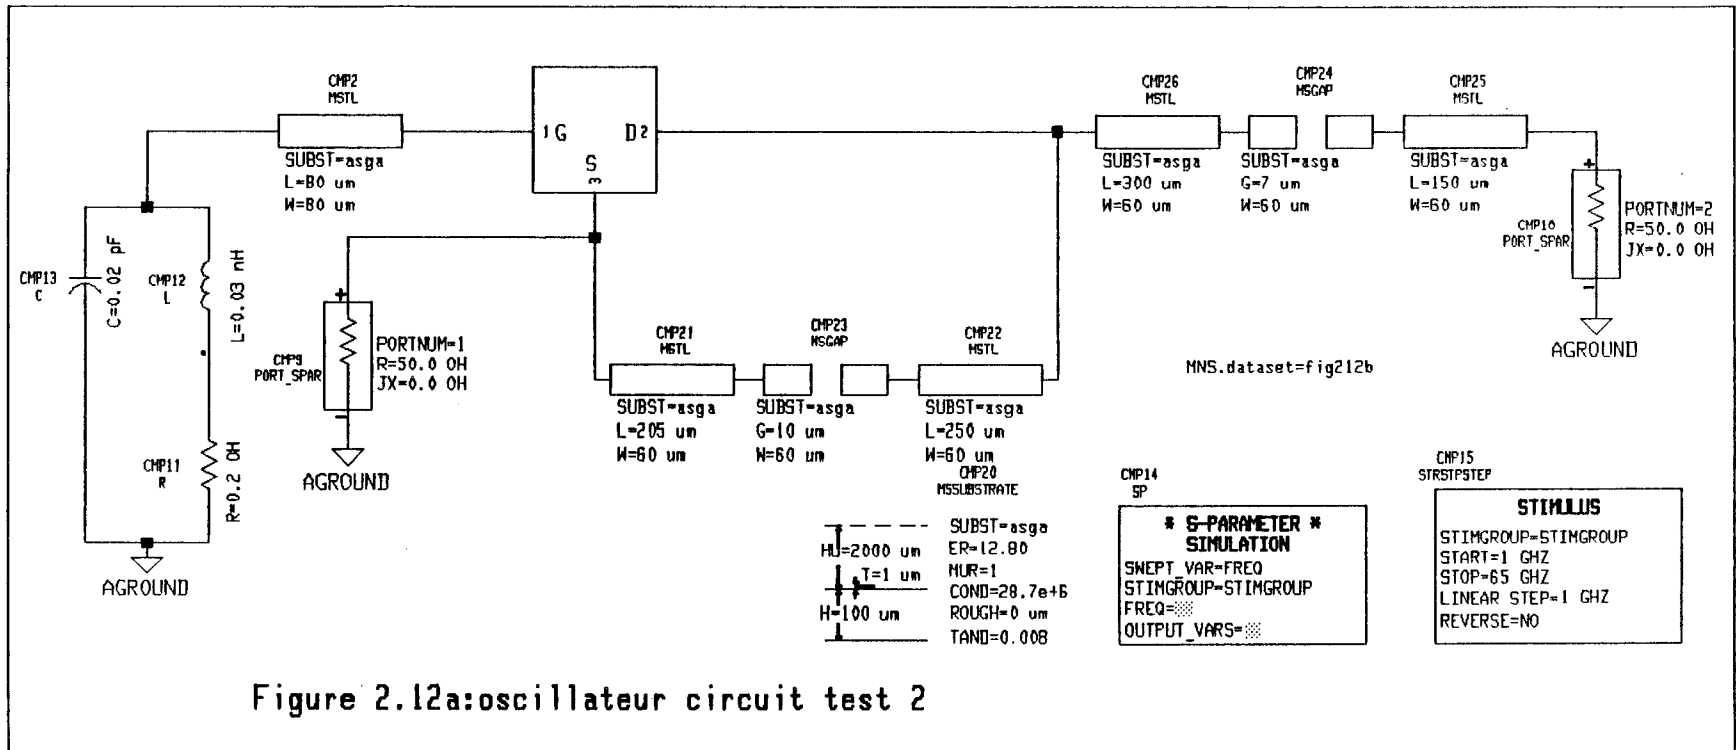 CMP2
MSTL
SUBST=asga
L=80 um
W=80 um
1 G
D2
S
3
CMP26
MSTL
SUBST=asga
L=300 um
W=60 um
CMP24
MSGAP
SUBST=asga
G=7 um
W=60 um
CMP25
MSTL
SUBST=asga
L=150 um
W=60 um
+
CMP10
PORT_SPAR
PORTNUM=2
R=50.0 OH
JX=0.0 OH
-
AGROUND
CMP13
C
C=0.02 pF
CMP12
L
L=0.03 nH
CMP11
R
R=0.2 OH
AGROUND
+
CMP9
PORT_SPAR
PORTNUM=1
R=50.0 OH
JX=0.0 OH
-
AGROUND
CMP21
MSTL
SUBST=asga
L=205 um
W=60 um
CMP23
MSGAP
SUBST=asga
G=10 um
W=60 um
CMP22
MSTL
SUBST=asga
L=250 um
W=60 um
MNS.dataset=fig212b
CMP20
MSSUBSTRATE
SUBST=asga
HU=2000 um
ER=12.80
T=1 um
MUR=1
COND=28.7e+6
H=100 um
ROUGH=0 um
TAND=0.008
CMP14
SP
* S-PARAMETER *
SIMULATION
SWEPT_VAR=FREQ
STIMGROUP=STIMGROUP
FREQ=
OUTPUT_VARS=
CMP15
STRSTPSTEP
STIMULUS
STIMGROUP=STIMGROUP
START=1 GHZ
STOP=65 GHZ
LINEAR STEP=1 GHZ
REVERSE=NO
Figure 2.12a:oscillateur circuit test 2